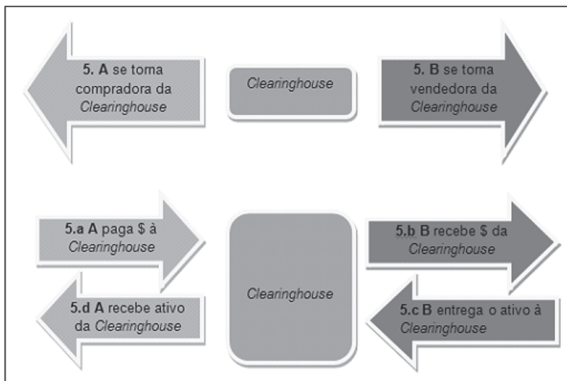 5. A se torna
compradora da
Clearinghouse
Clearinghouse
5. B se torna
vendedora da
Clearinghouse
5.a A paga $ à
Clearinghouse
5.d A recebe ativo
da Clearinghouse
Clearinghouse
5.b B recebe $ da
Clearinghouse
5.c B entrega o ativo à
Clearinghouse